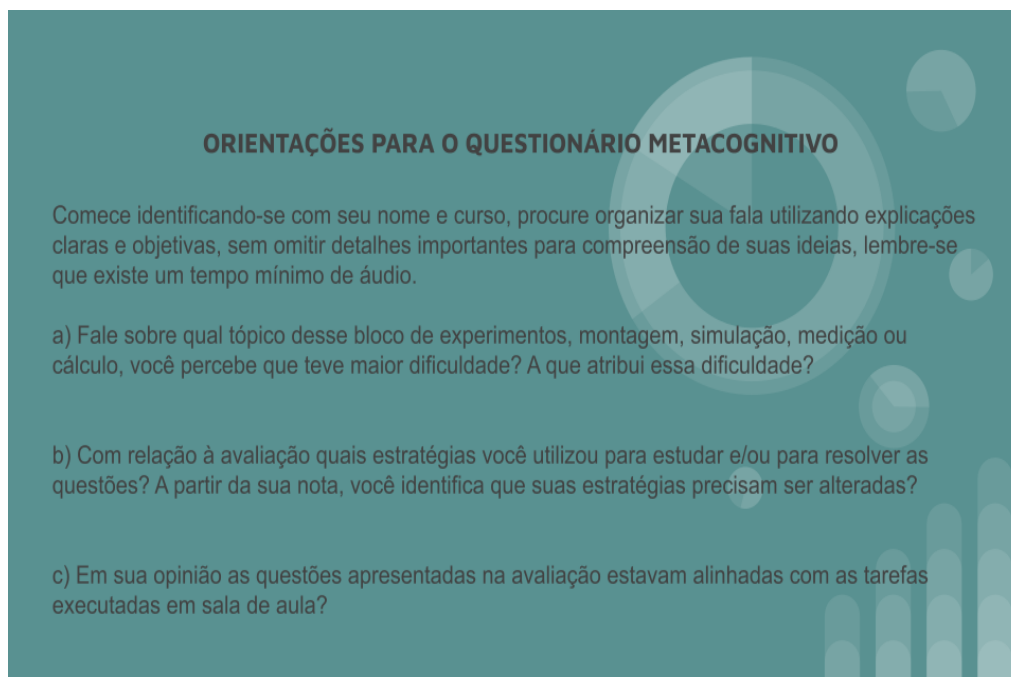 ORIENTAÇÕES PARA O QUESTIONÁRIO METACOGNITIVO
Comece identificando-se com seu nome e curso, procure organizar sua fala utilizando explicações
claras e objetivas, sem omitir detalhes importantes para compreensão de suas ideias, lembre-se
que existe um tempo mínimo de áudio.
a) Fale sobre qual tópico desse bloco de experimentos, montagem, simulação, medição ou
cálculo, você percebe que teve maior dificuldade? A que atribui essa dificuldade?
b) Com relação à avaliação quais estratégias você utilizou para estudar e/ou para resolver as
questões? A partir da sua nota, você identifica que suas estratégias precisam ser alteradas?
c) Em sua opinião as questões apresentadas na avaliação estavam alinhadas com as tarefas
executadas em sala de aula?